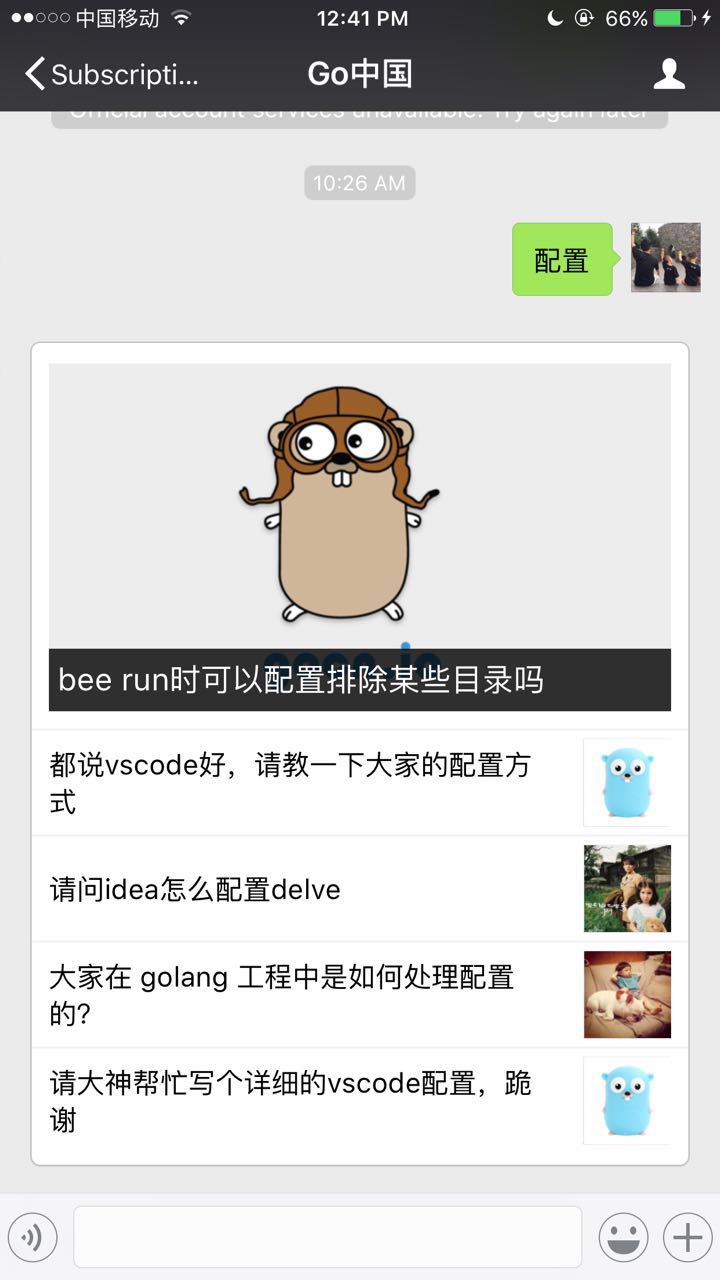 中国移动
12:41 PM
66%
Subscripti...
Go中国
Official account services unavailable. Try again later
10:26 AM
配置
bee run时可以配置排除某些目录吗
都说vscode好，请教一下大家的配置方
式
请问idea怎么配置delve
大家在 golang 工程中是如何处理配置
的?
请大神帮忙写个详细的vscode配置，跪
谢